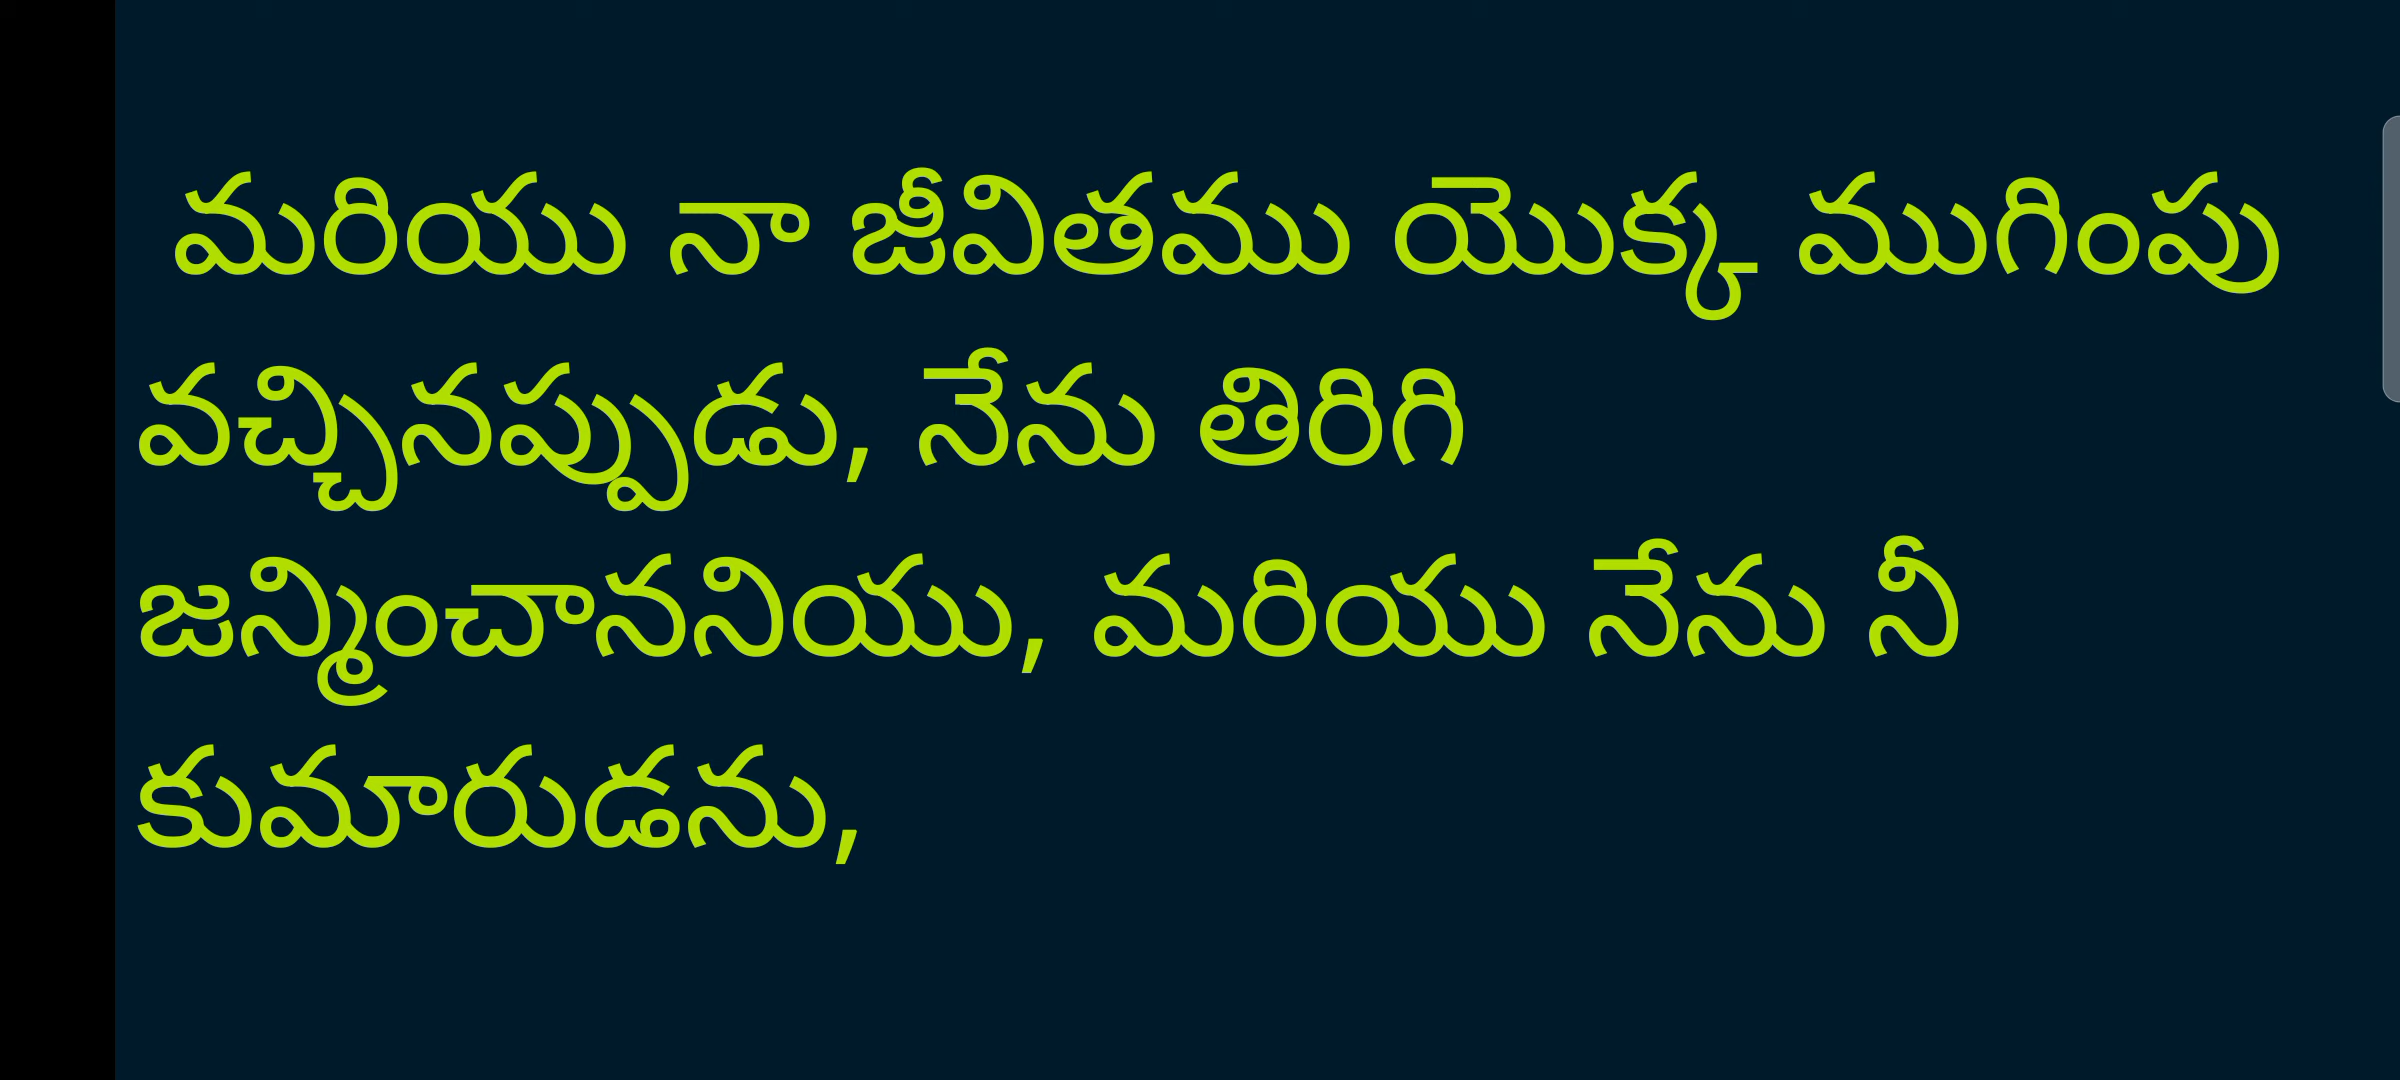 మరియు నా జీవితము యొక్క ముగింపు
వచ్చినప్పుడు, నేను తిరిగి
జన్మించాననియు, మరియు నేను నీ
కుమారుడను,